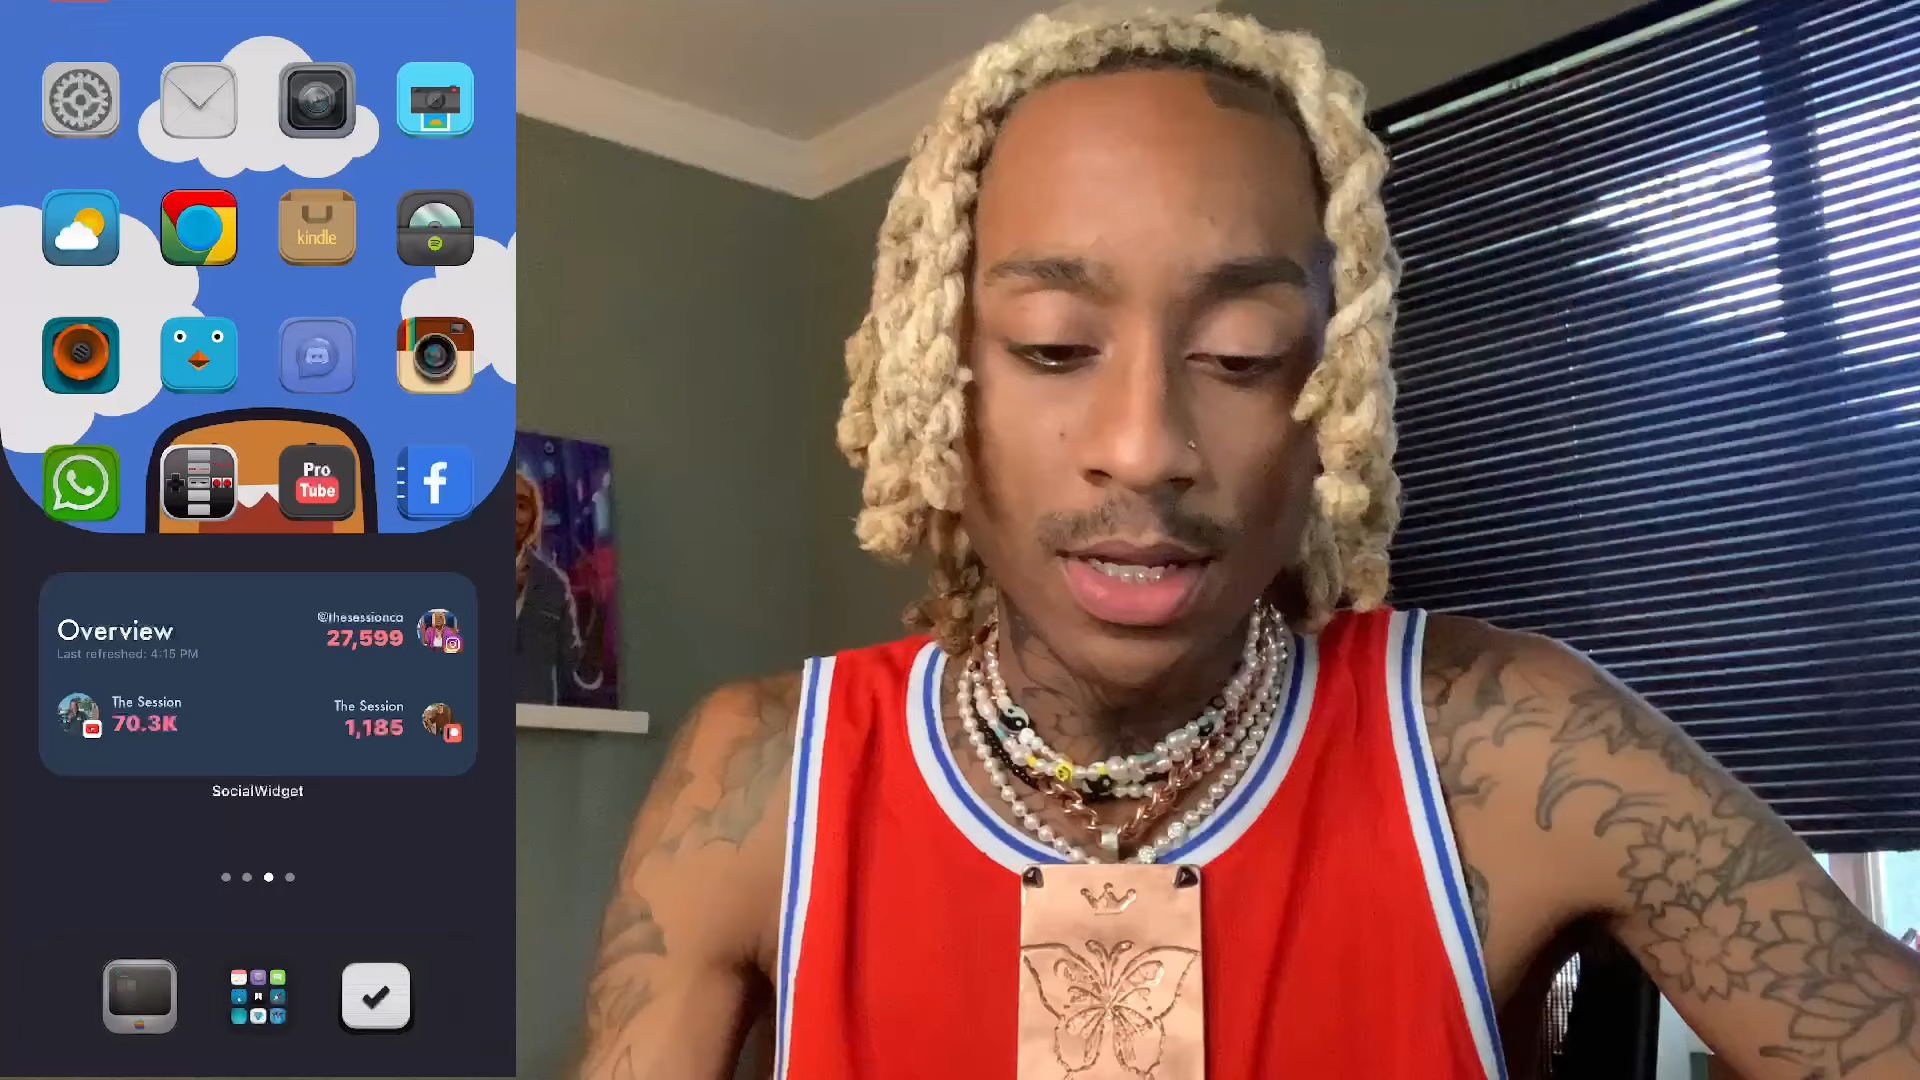 kindle
Pro
Tube
Overview
Last refreshed: 4:15 PM
@thesessionca
27,599
The Session
70.3K
The Session
1,185
SocialWidget